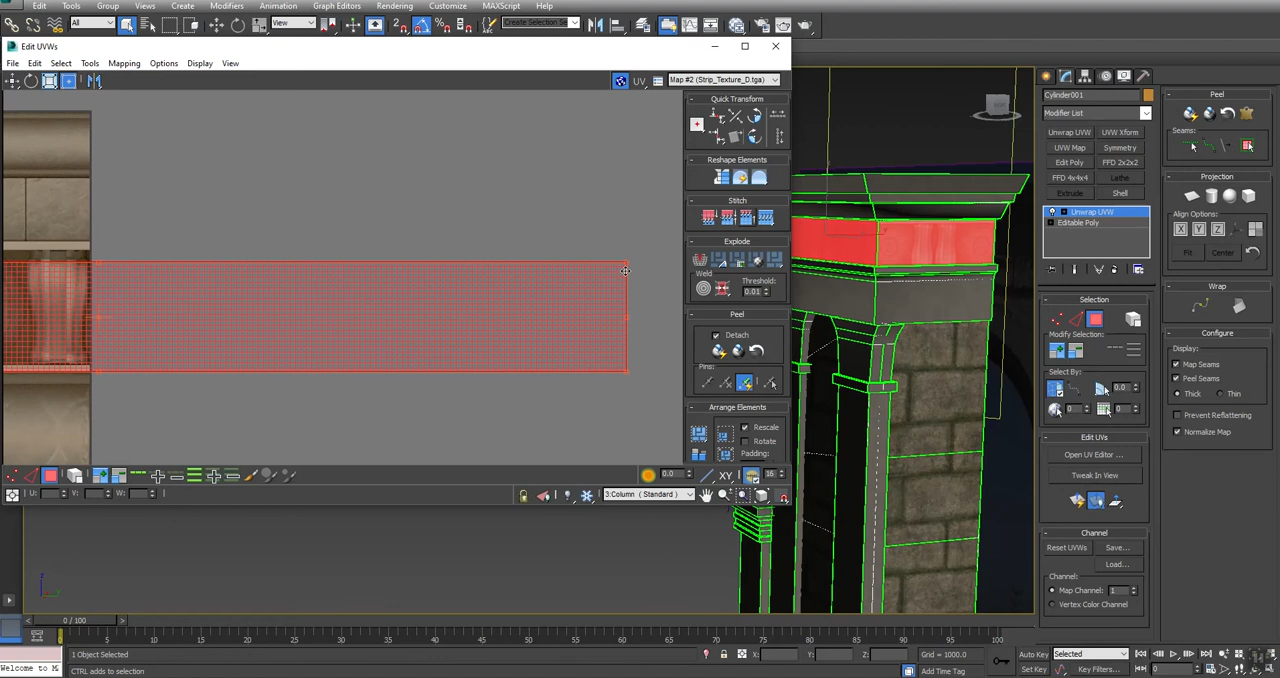 Edit Tools Group Views Create Modifiers Animation Graph Editors Rendering Customize MAXScript Help
All View Create Selection Se
Edit UVWs
File Edit Select Tools Mapping Options Display View
UV Map #2 (Strip_Texture_D.tga)
Quick Transform
Reshape Elements
Stitch
Explode
Weld Threshold:
0.01
Peel
Detach
Pins:
Arrange Elements
Rescale
Rotate
Padding:
0.0 XY 16
U: V: W: 3:Column ( Standard )
Cylinder001
Modifier List
Unwrap UVW UVW Xform
UVW Map Symmetry
Edit Poly FFD 2x2x2
FFD 4x4x4 Lathe
Extrude Shell
Unwrap UVW
Editable Poly
Selection
Modify Selection:
Select By:
0.0
0 0
Edit UVs
Open UV Editor ...
Tweak In View
Channel
Reset UVWs Save...
Load...
Channel:
Map Channel: 1
Vertex Color Channel
Peel
Seams:
Projection
Align Options:
X Y Z
Fit Center
Wrap
Configure
Display:
Map Seams
Peel Seams
Thick Thin
Prevent Reflattening
Normalize Map
z
0 / 100
0 5 10 15 20 25 30 35 40 45 50 55 60 65 70 75 80 85 90 95 100
1 Object Selected X: Y: Z: Grid = 1000.0 Auto Key Selected
Welcome to M CTRL adds to selection Add Time Tag Set Key Key Filters... 0